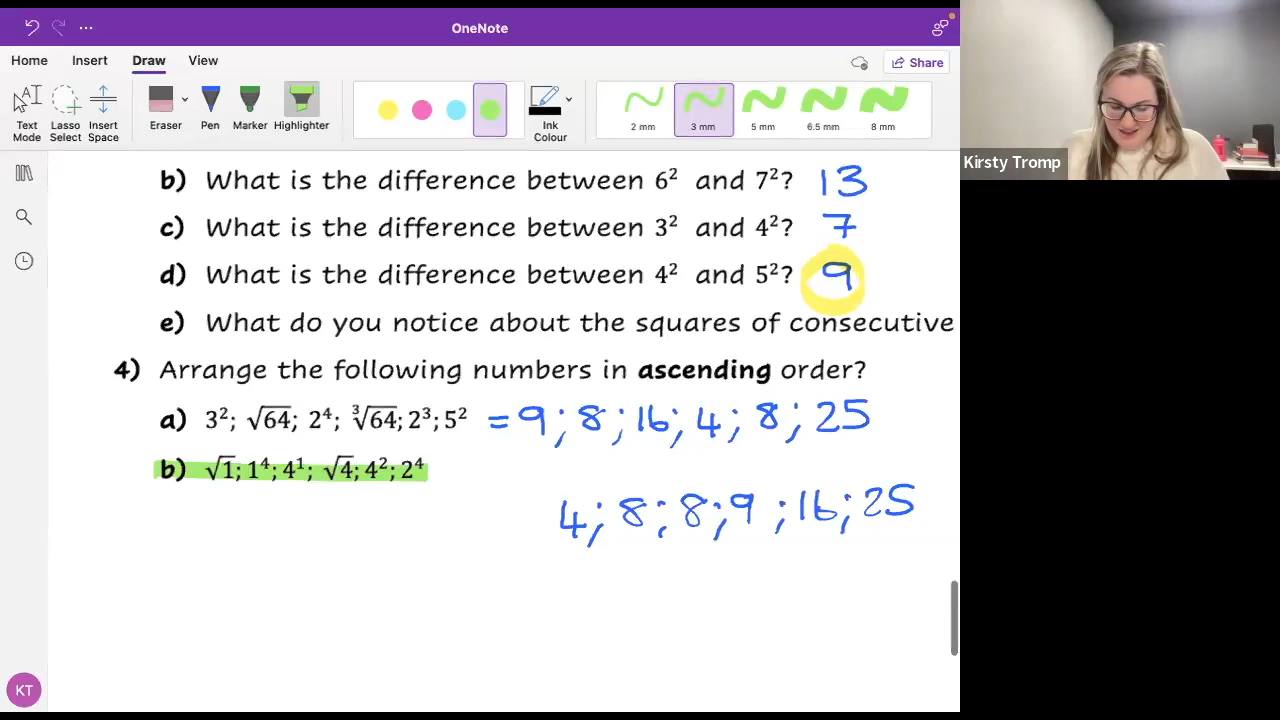 OneNote
Home Insert Draw View Share
Text Mode Lasso Select Insert Space Eraser Pen Marker Highlighter Ink Colour 2 mm 3 mm 5 mm 6.5 mm 8 mm
Kirsty Tromp
b) What is the difference between 6² and 7²? 13
c) What is the difference between 3² and 4²? 7
d) What is the difference between 4² and 5²? 9
e) What do you notice about the squares of consecutive
4) Arrange the following numbers in ascending order?
a) 3²; √64; 2⁴; ∛64; 2³; 5² = 9; 8; 16; 4; 8; 25
b) √1; 1⁴; 4¹; √4; 4²; 2⁴
4; 8; 8; 9; 16; 25
KT